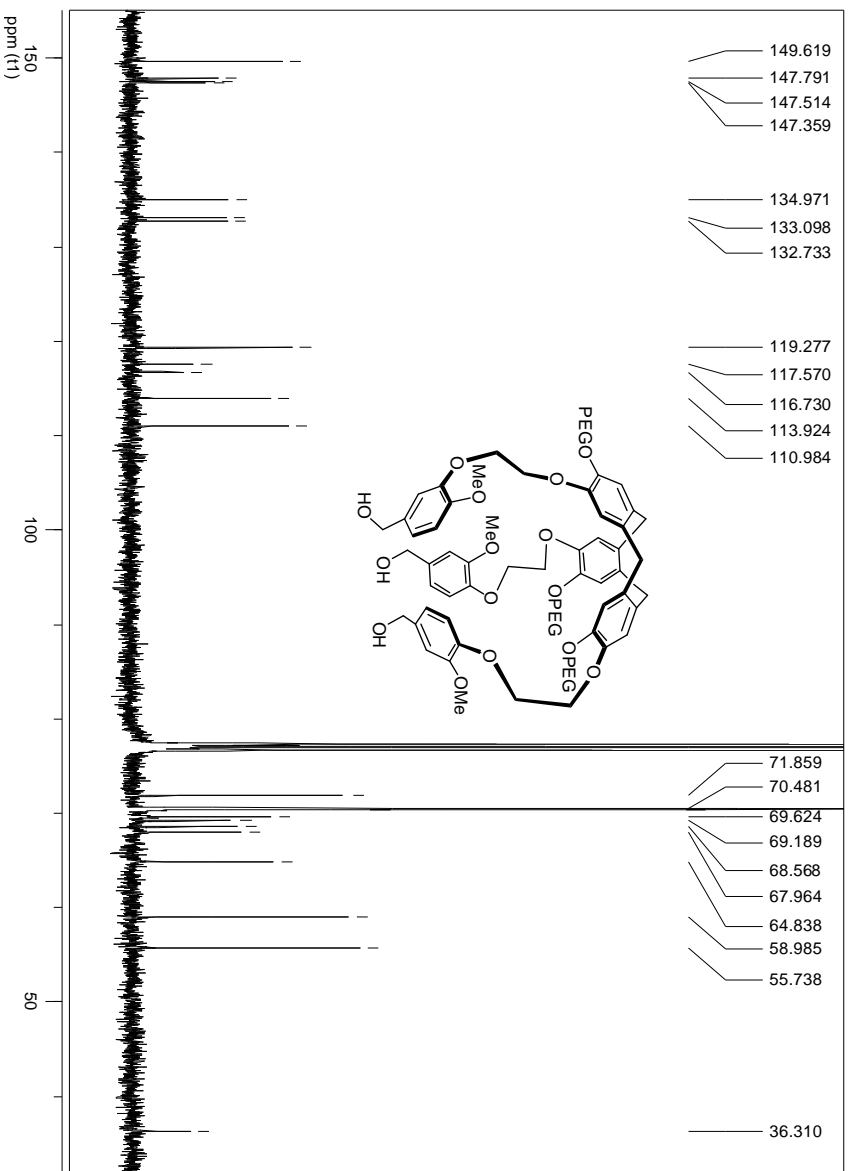 149.619
147.791
147.514
147.359
134.971
133.098
132.733
119.277
117.570
116.730
113.924
110.984
71.859
70.481
69.624
69.189
68.568
67.964
64.838
58.985
55.738
36.310
PEGO
O
O
MeO
O
HO
MeO
O
O
OH
OPEG
OPEG
O
O
OMe
OH
150
100
50
ppm (t1)